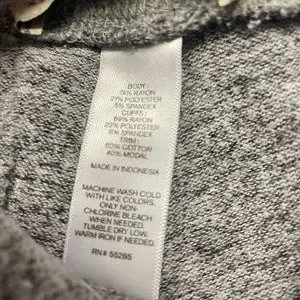 BODY:
74% RAYON
21% POLYESTER
5% SPANDEX
CUFFS:
69% RAYON
23% POLYESTER
8% SPANDEX
TRIM:
60% COTTON
40% MODAL
MADE IN INDONESIA
MACHINE WASH COLD
WITH LIKE COLORS.
ONLY NON-
CHLORINE BLEACH
WHEN NEEDED.
TUMBLE DRY LOW.
WARM IRON IF NEEDED.
RN# 55285